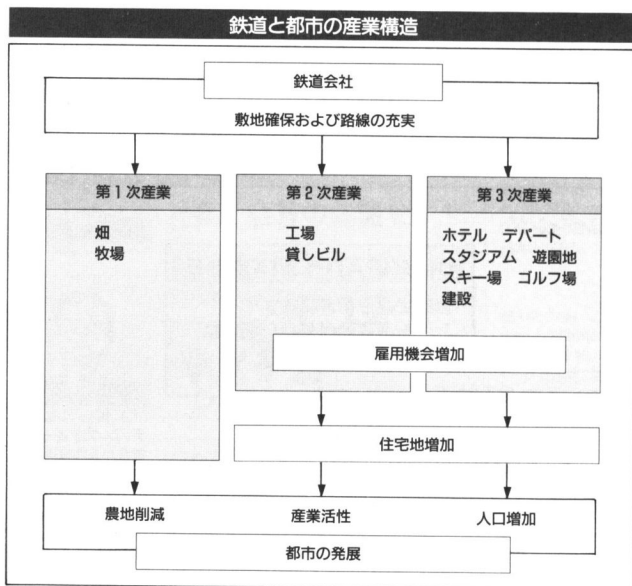 鉄道と都市の産業構造
鉄道会社
敷地確保および路線の充実
第1次産業
畑
牧場
第2次産業
工場
貸しビル
第3次産業
ホテル デパート
スタジアム 遊園地
スキー場 ゴルフ場
建設
雇用機会増加
住宅地増加
農地削減
産業活性
人口増加
都市の発展